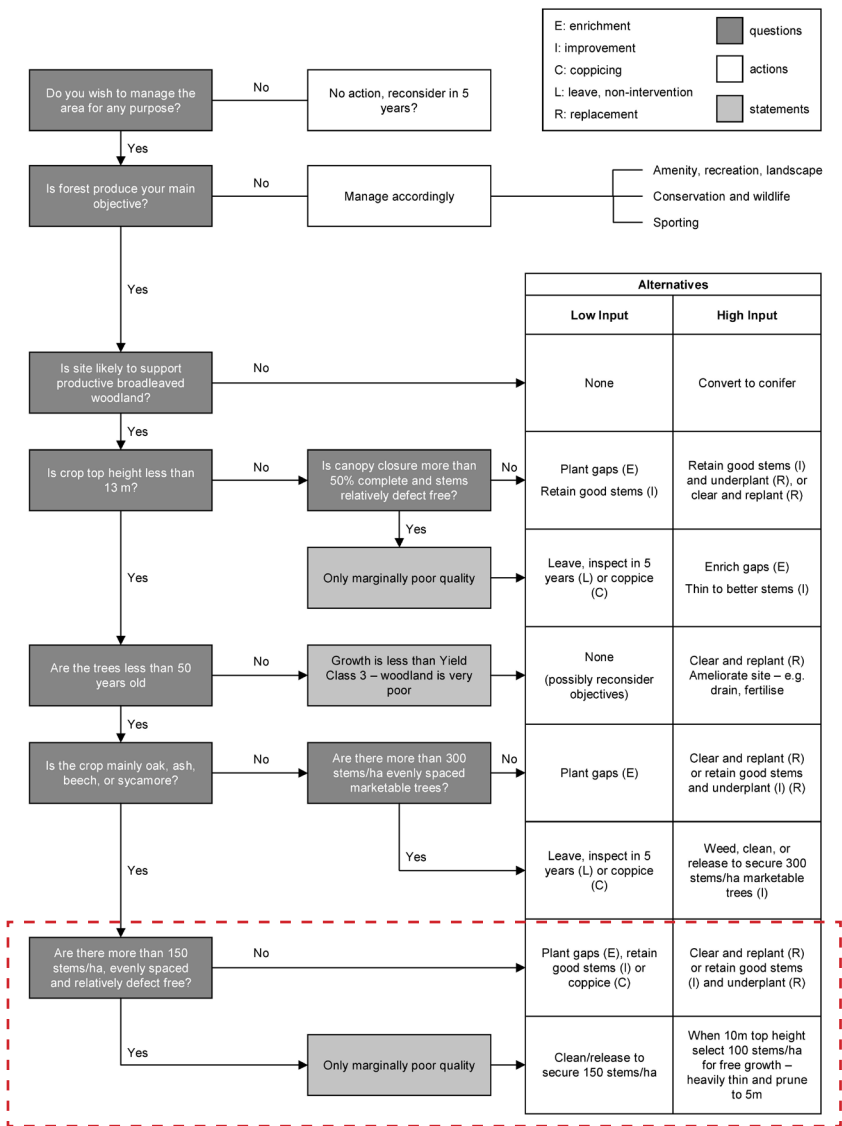 E: enrichment
I: improvement
C: coppicing
L: leave, non-intervention
R: replacement
questions
actions
statements
Do you wish to manage the
area for any purpose?
No
No action, reconsider in 5
years?
Yes
Is forest produce your main
objective?
No
Manage accordingly
Amenity, recreation, landscape
Conservation and wildlife
Sporting
Yes
Alternatives
Low Input
High Input
Is site likely to support
productive broadleaved
woodland?
No
None
Convert to conifer
Yes
Is crop top height less than
13 m?
No
Is canopy closure more than
50% complete and stems
relatively defect free?
No
Plant gaps (E)
Retain good stems (I)
Retain good stems (I)
and underplant (R), or
clear and replant (R)
Yes
Only marginally poor quality
Leave, inspect in 5
years (L) or coppice
(C)
Enrich gaps (E)
Thin to better stems (I)
Yes
Are the trees less than 50
years old
No
Growth is less than Yield
Class 3 – woodland is very
poor
None
(possibly reconsider
objectives)
Clear and replant (R)
Ameliorate site – e.g.
drain, fertilise
Yes
Is the crop mainly oak, ash,
beech, or sycamore?
No
Are there more than 300
stems/ha evenly spaced
marketable trees?
No
Plant gaps (E)
Clear and replant (R)
or retain good stems
and underplant (I) (R)
Yes
Leave, inspect in 5
years (L) or coppice
(C)
Weed, clean, or
release to secure 300
stems/ha marketable
trees (I)
Yes
Are there more than 150
stems/ha, evenly spaced
and relatively defect free?
No
Plant gaps (E), retain
good stems (I) or
coppice (C)
Clear and replant (R)
or retain good stems
(I) and underplant (R)
Yes
Only marginally poor quality
Clean/release to
secure 150 stems/ha
When 10m top height
select 100 stems/ha
for free growth –
heavily thin and prune
to 5m